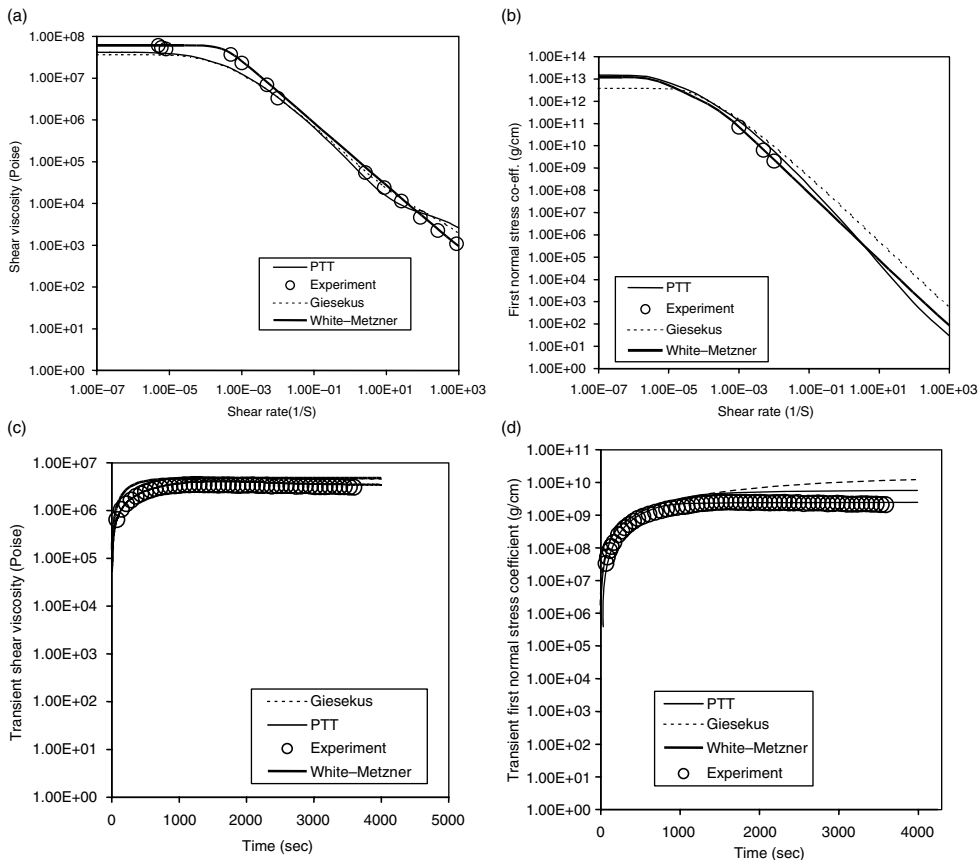 (a)
1.00E+08
1.00E+07
1.00E+06
1.00E+05
1.00E+04
1.00E+03
1.00E+02
1.00E+01
1.00E+00
Shear viscosity (Poise)
PTT
Experiment
Giesekus
White–Metzner
1.00E−07 1.00E−05 1.00E−03 1.00E−01 1.00E+01 1.00E+03
Shear rate(1/S)
(b)
1.00E+14
1.00E+13
1.00E+12
1.00E+11
1.00E+10
1.00E+09
1.00E+08
1.00E+07
1.00E+06
1.00E+05
1.00E+04
1.00E+03
1.00E+02
1.00E+01
1.00E+00
First normal stress co-eff. (g/cm)
PTT
Experiment
Giesekus
White–Metzner
1.00E−07 1.00E−05 1.00E−03 1.00E−01 1.00E+01 1.00E+03
Shear rate (1/S)
(c)
1.00E+07
1.00E+06
1.00E+05
1.00E+04
1.00E+03
1.00E+02
1.00E+01
1.00E+00
Transient shear viscosity (Poise)
Giesekus
PTT
Experiment
White–Metzner
0 1000 2000 3000 4000 5000
Time (sec)
(d)
1.00E+11
1.00E+10
1.00E+09
1.00E+08
1.00E+07
1.00E+06
1.00E+05
1.00E+04
1.00E+03
1.00E+02
1.00E+01
1.00E+00
Transient first normal stress coefficient (g/cm)
PTT
Giesekus
White–Metzner
Experiment
0 1000 2000 3000 4000
Time (sec)